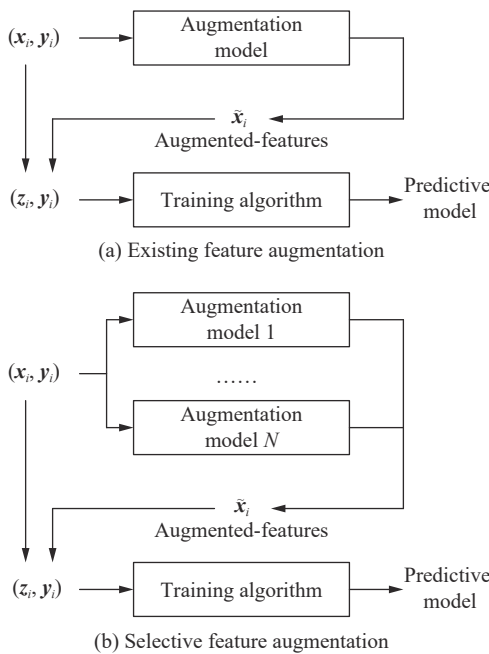 (xᵢ, yᵢ)
Augmentation
model
x̃ᵢ
Augmented-features
(zᵢ, yᵢ)
Training algorithm
Predictive
model
(a) Existing feature augmentation
Augmentation
model 1
(xᵢ, yᵢ)
......
Augmentation
model N
x̃ᵢ
Augmented-features
(zᵢ, yᵢ)
Training algorithm
Predictive
model
(b) Selective feature augmentation